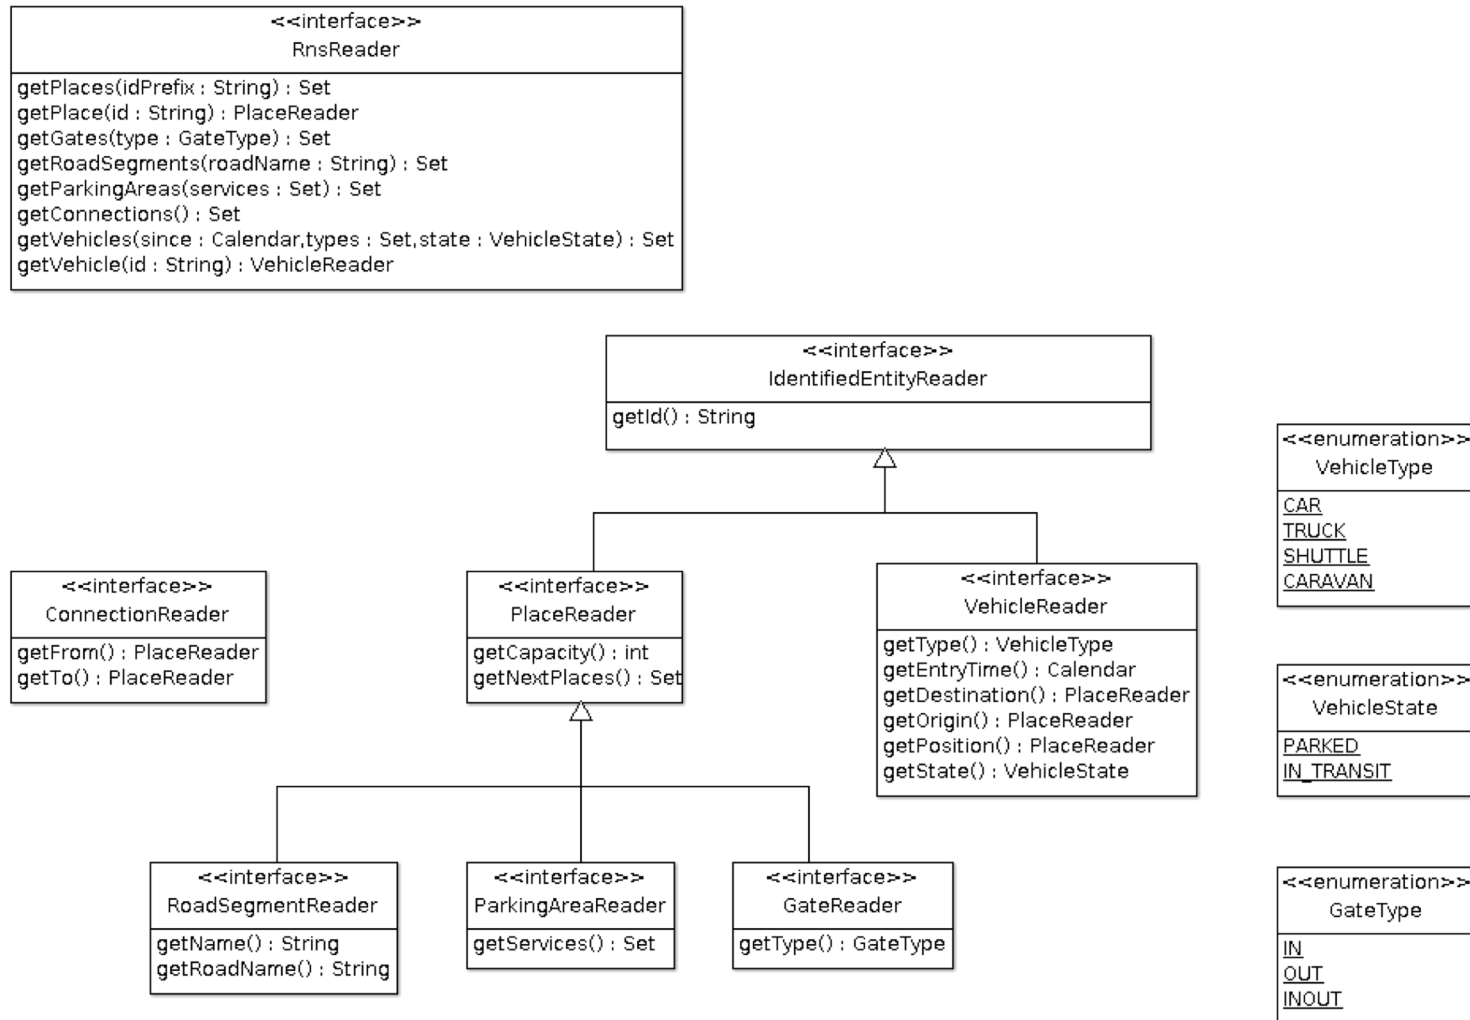 <<interface>>
RnsReader
getPlaces(idPrefix : String) : Set
getPlace(id : String) : PlaceReader
getGates(type : GateType) : Set
getRoadSegments(roadName : String) : Set
getParkingAreas(services : Set) : Set
getConnections() : Set
getVehicles(since : Calendar,types : Set,state : VehicleState) : Set
getVehicle(id : String) : VehicleReader
<<interface>>
IdentifiedEntityReader
getId() : String
<<enumeration>>
VehicleType
CAR
TRUCK
SHUTTLE
CARAVAN
<<interface>>
ConnectionReader
getFrom() : PlaceReader
getTo() : PlaceReader
<<interface>>
PlaceReader
getCapacity() : int
getNextPlaces() : Set
<<interface>>
VehicleReader
getType() : VehicleType
getEntryTime() : Calendar
getDestination() : PlaceReader
getOrigin() : PlaceReader
getPosition() : PlaceReader
getState() : VehicleState
<<enumeration>>
VehicleState
PARKED
IN_TRANSIT
<<interface>>
RoadSegmentReader
getName() : String
getRoadName() : String
<<interface>>
ParkingAreaReader
getServices() : Set
<<interface>>
GateReader
getType() : GateType
<<enumeration>>
GateType
IN
OUT
INOUT